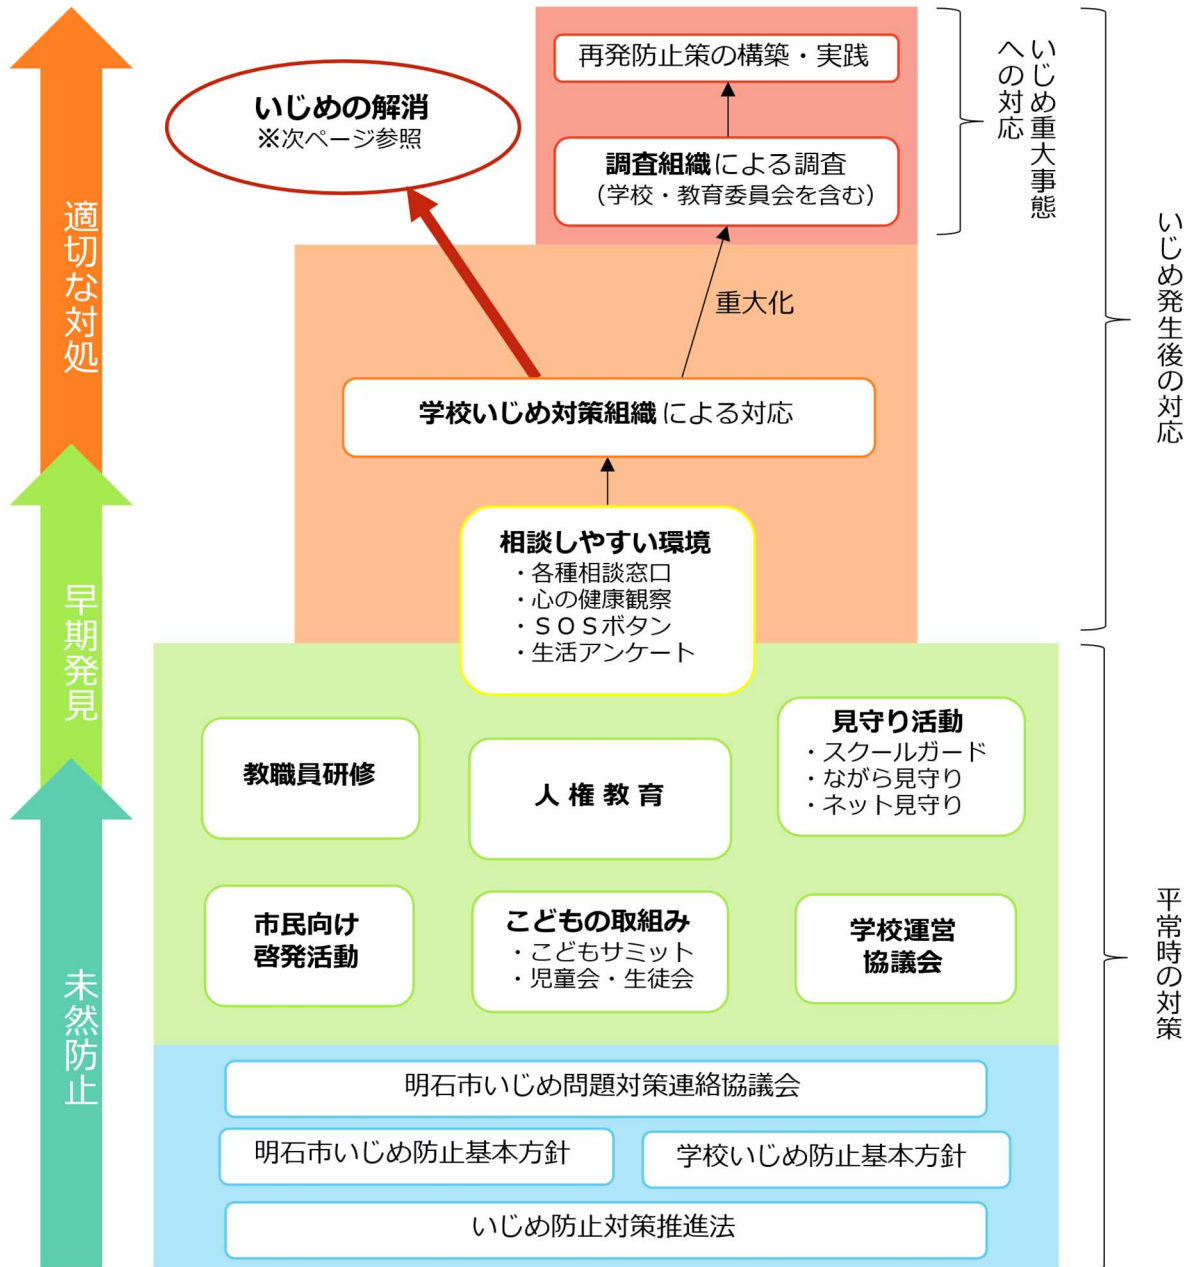 再発防止策の構築・実践
いじめの解消
※次ページ参照
調査組織による調査
（学校・教育委員会を含む）
いじめ重大事態
への対応
適切な対処
重大化
いじめ発生後の対応
学校いじめ対策組織による対応
相談しやすい環境
・各種相談窓口
・心の健康観察
・ＳＯＳボタン
・生活アンケート
早期発見
教職員研修
人 権 教 育
見守り活動
・スクールガード
・ながら見守り
・ネット見守り
市民向け
啓発活動
こどもの取組み
・こどもサミット
・児童会・生徒会
学校運営
協議会
平常時の対策
未然防止
明石市いじめ問題対策連絡協議会
明石市いじめ防止基本方針
学校いじめ防止基本方針
いじめ防止対策推進法